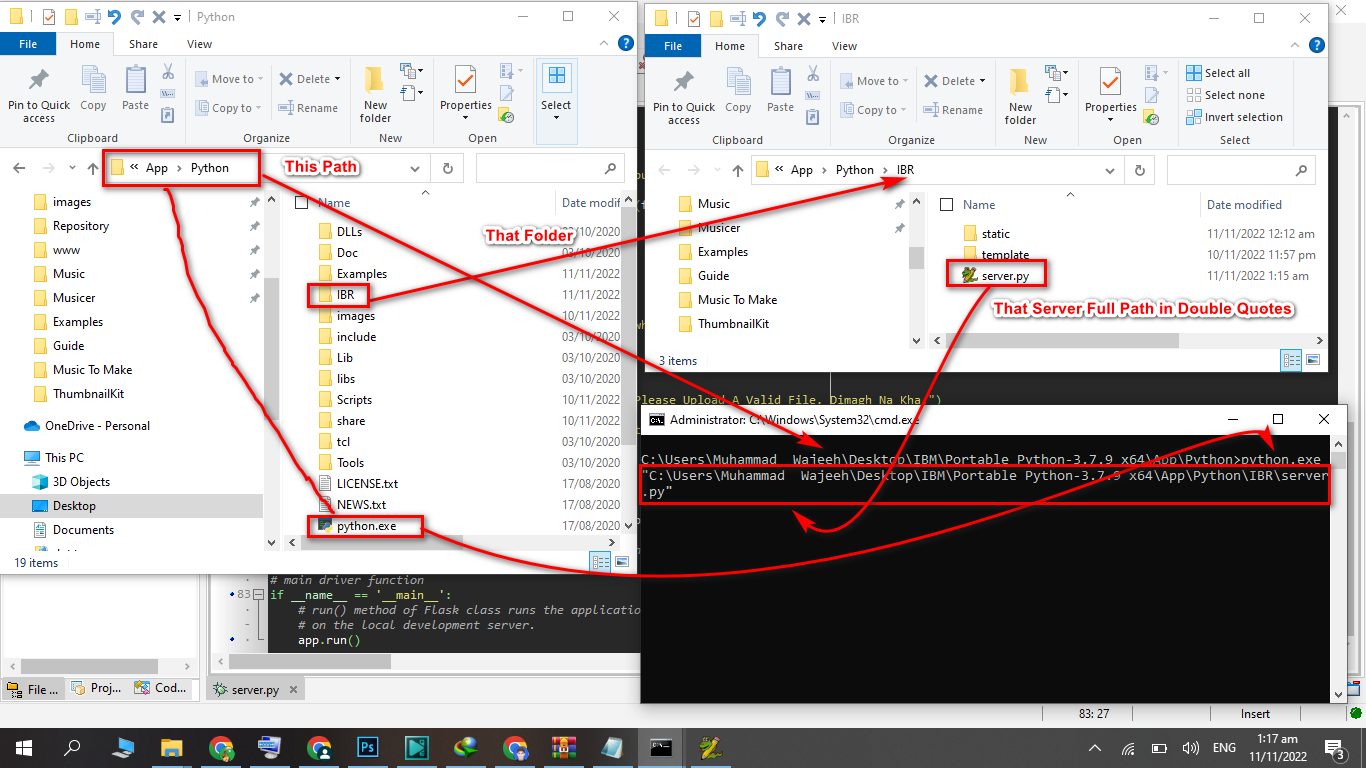 Python
File
Home
Share
View
Pin to Quick access
Copy
Paste
Move to
Copy to
Delete
Rename
New folder
Properties
Select
Clipboard
Organize
New
Open
« App › Python
This Path
images
Repository
www
Music
Musicer
Examples
Guide
Music To Make
ThumbnailKit
OneDrive - Personal
This PC
3D Objects
Desktop
Documents
Name
Date modif
DLLs 03/10/2020
Doc 03/10/2020
Examples 11/11/2022
IBR 11/11/2022
images 10/11/2022
include 03/10/2020
Lib 03/10/2020
libs 03/10/2020
Scripts 10/11/2022
share 10/11/2022
tcl 03/10/2020
Tools 03/10/2020
LICENSE.txt 17/08/2020
NEWS.txt 17/08/2020
python.exe 17/08/2020
That Folder
19 items
IBR
File
Home
Share
View
Pin to Quick access
Copy
Paste
Move to
Copy to
Delete
Rename
New folder
Properties
Select all
Select none
Invert selection
Clipboard
Organize
New
Open
Select
« App › Python › IBR
Music
Musicer
Examples
Guide
Music To Make
ThumbnailKit
Name
Date modified
static 11/11/2022 12:12 am
template 10/11/2022 11:57 pm
server.py 11/11/2022 1:15 am
That Server Full Path in Double Quotes
3 items
Please Upload A Valid File. Dimagh Na Kha
Administrator: C:\Windows\System32\cmd.exe
C:\Users\Muhammad  Wajeeh\Desktop\IBM\Portable Python-3.7.9 x64\App\Python>python.exe
"C:\Users\Muhammad  Wajeeh\Desktop\IBM\Portable Python-3.7.9 x64\App\Python\IBR\server
.py"
# main driver function
83
if __name__ == '__main__':
# run() method of Flask class runs the applicatio
# on the local development server.
app.run()
File ...
Proj...
Cod...
server.py
83: 27
Insert
Ps
ENG
1:17 am
11/11/2022
3